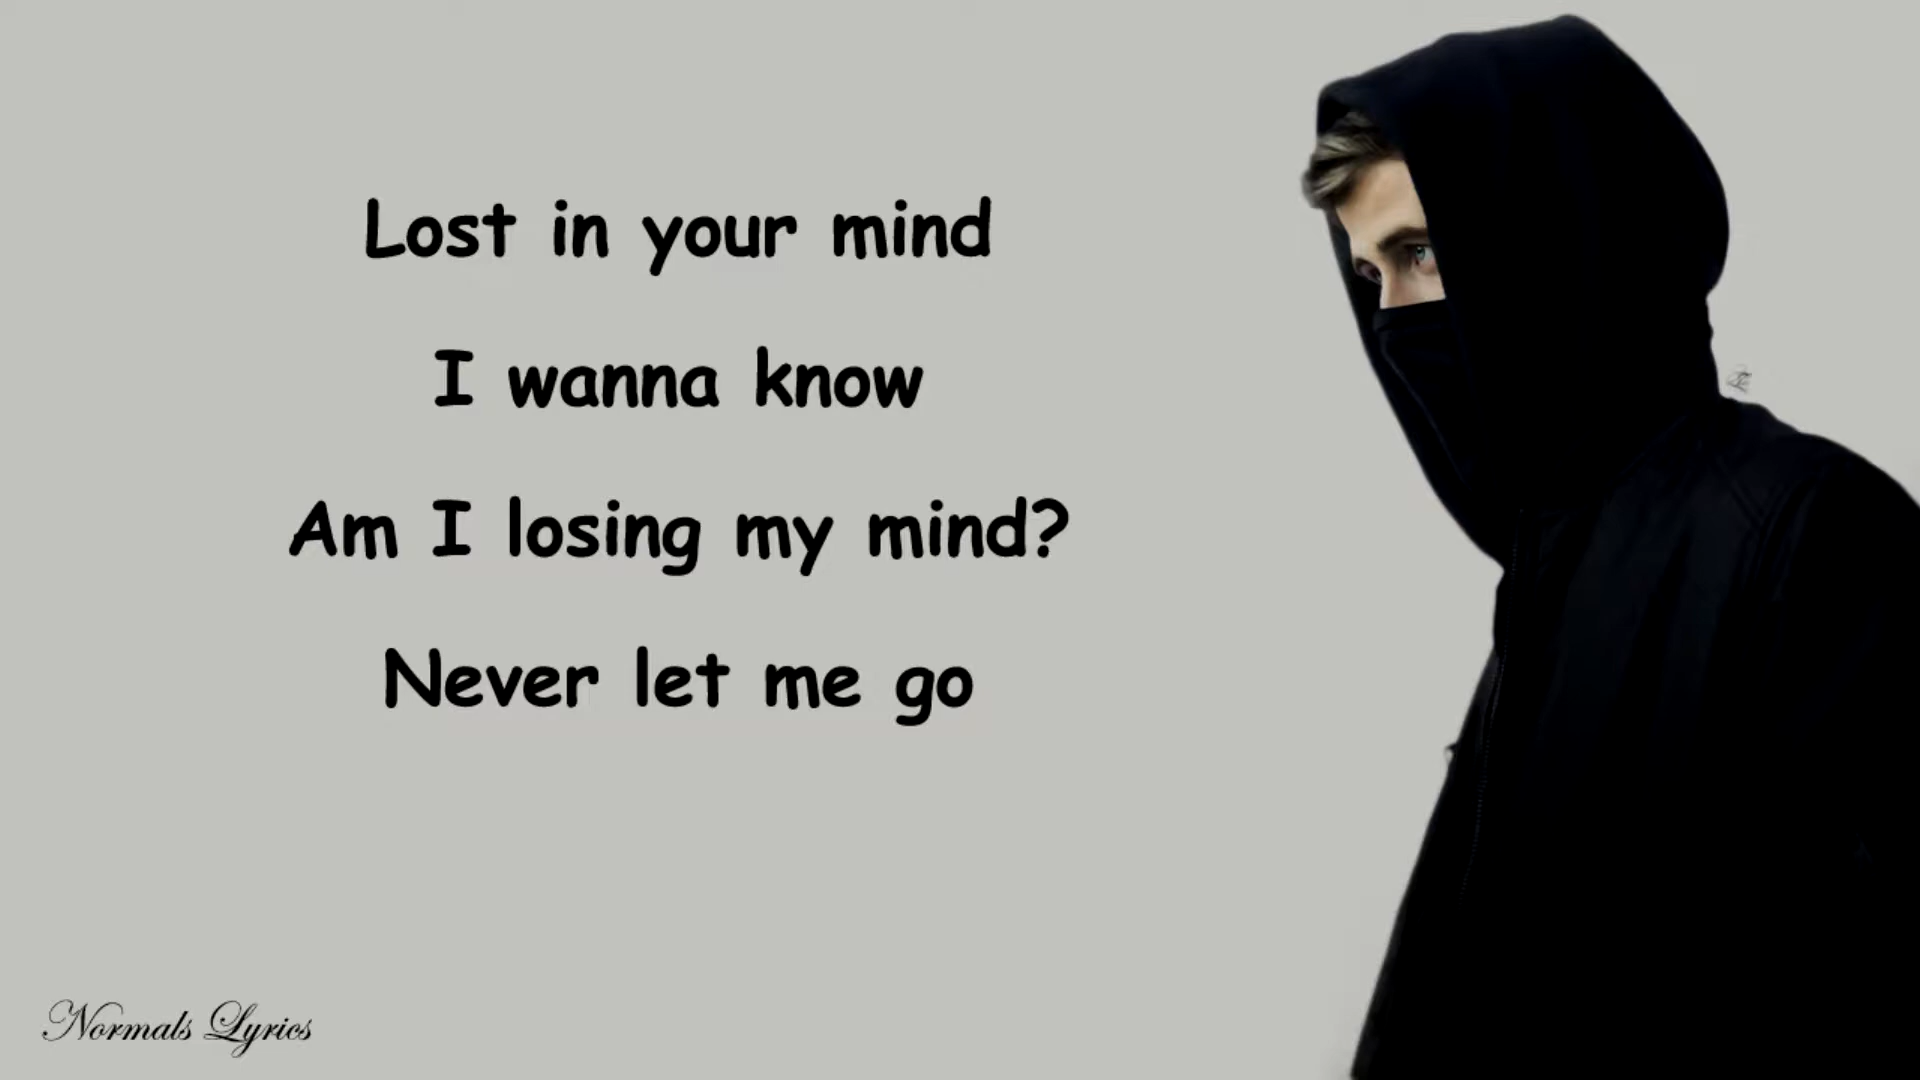 Lost in your mind
I wanna know
Am I losing my mind?
Never let me go
Normals Lyrics